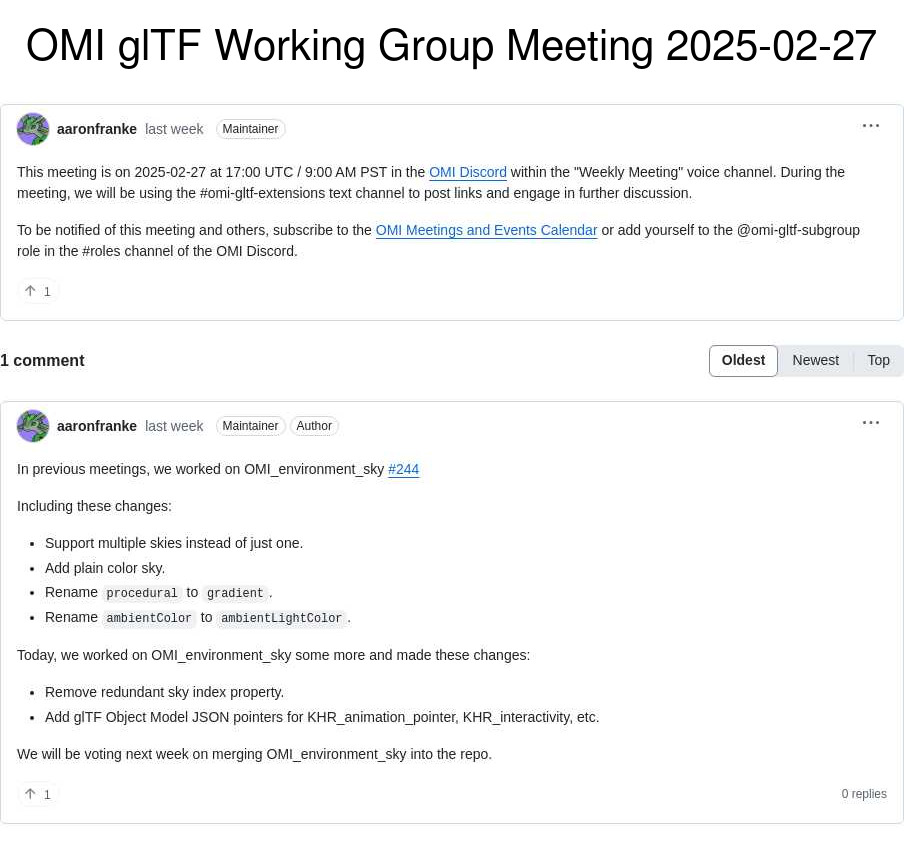 OMI glTF Working Group Meeting 2025-02-27
aaronfranke last week Maintainer
This meeting is on 2025-02-27 at 17:00 UTC / 9:00 AM PST in the OMI Discord within the "Weekly Meeting" voice channel. During the
meeting, we will be using the #omi-gltf-extensions text channel to post links and engage in further discussion.
To be notified of this meeting and others, subscribe to the OMI Meetings and Events Calendar or add yourself to the @omi-gltf-subgroup
role in the #roles channel of the OMI Discord.
1
1 comment Oldest Newest Top
aaronfranke last week Maintainer Author
In previous meetings, we worked on OMI_environment_sky #244
Including these changes:
• Support multiple skies instead of just one.
• Add plain color sky.
• Rename procedural to gradient.
• Rename ambientColor to ambientLightColor.
Today, we worked on OMI_environment_sky some more and made these changes:
• Remove redundant sky index property.
• Add glTF Object Model JSON pointers for KHR_animation_pointer, KHR_interactivity, etc.
We will be voting next week on merging OMI_environment_sky into the repo.
1 0 replies